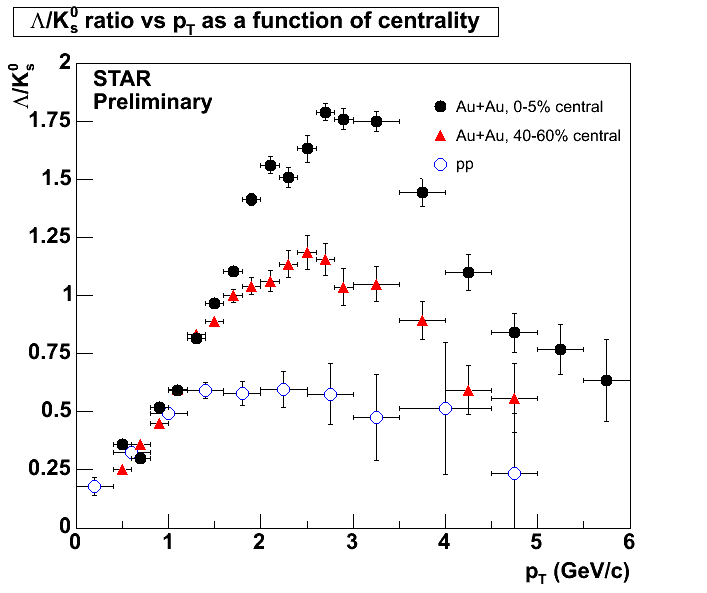 Λ/K⁰ₛ ratio vs p_T as a function of centrality
Λ/K⁰ₛ
STAR
Preliminary
Au+Au, 0-5% central
Au+Au, 40-60% central
pp
2
1.75
1.5
1.25
1
0.75
0.5
0.25
0
0 1 2 3 4 5 6
p_T (GeV/c)